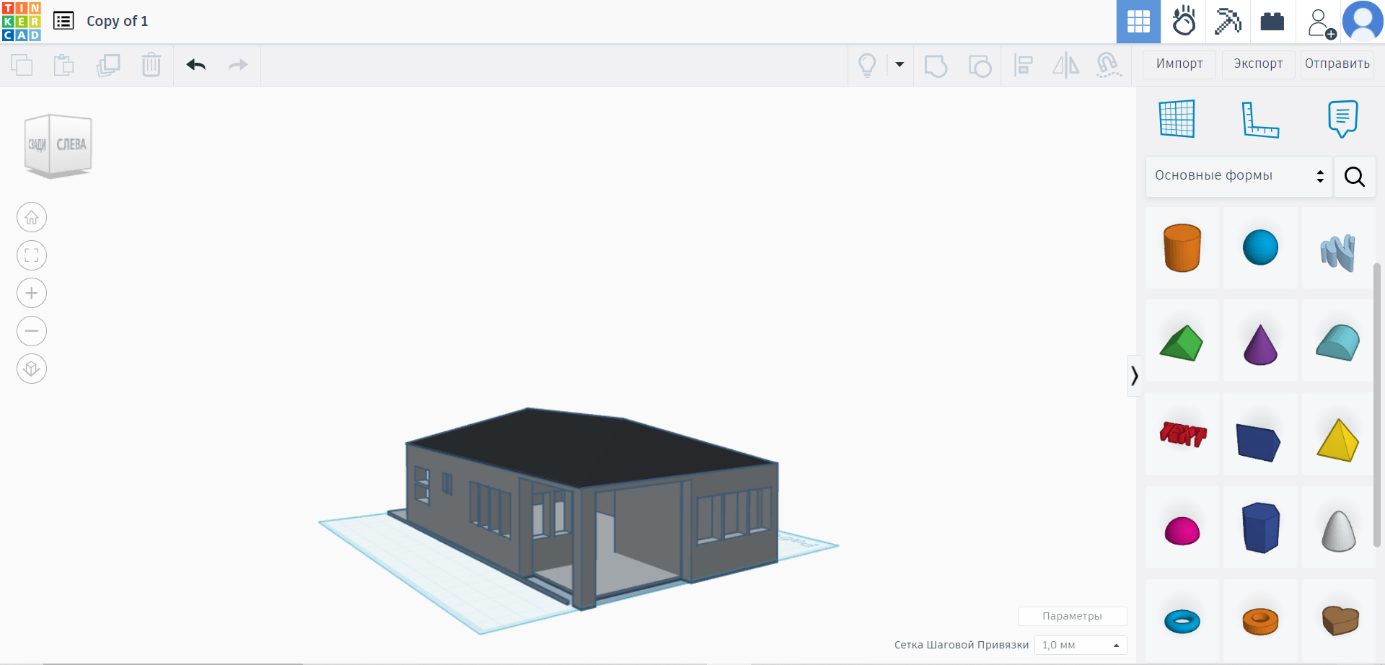 TIN
KER
CAD
Copy of 1
Импорт
Экспорт
Отправить
СЗАДИ
СЛЕВА
Основные формы
TEXT
Параметры
Сетка Шаговой Привязки
1,0 мм